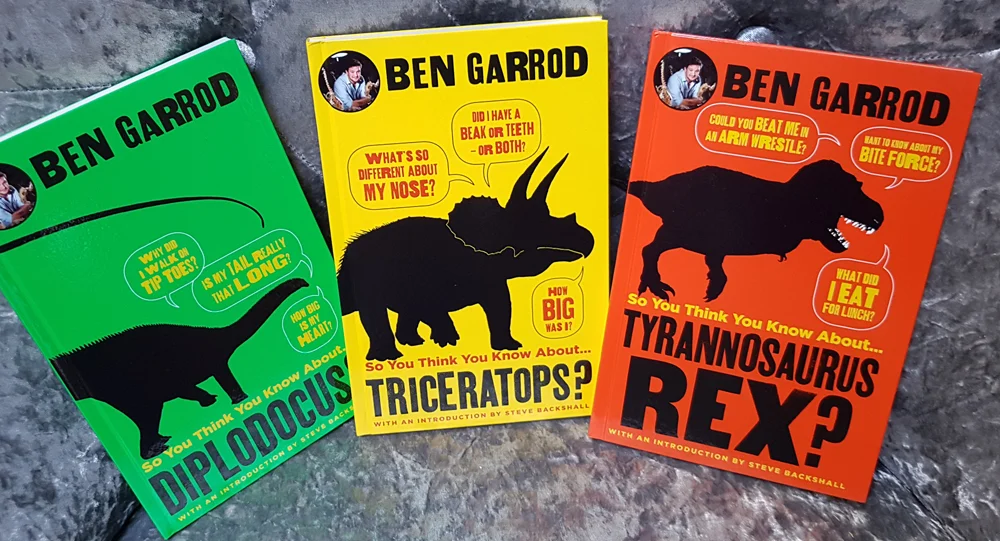 BEN GARROD
WHY DID
I WALK ON
TIP TOES?
IS MY TAIL REALLY
THAT LONG?
HOW BIG
IS MY
HEART?
So You Think You Know About...
DIPLODOCUS?
WITH AN INTRODUCTION BY STEVE BACKSHALL
BEN GARROD
DID I HAVE A
BEAK OR TEETH
– OR BOTH?
WHAT'S SO
DIFFERENT ABOUT
MY NOSE?
HOW
BIG
WAS I?
So You Think You Know About...
TRICERATOPS?
WITH AN INTRODUCTION BY STEVE BACKSHALL
BEN GARROD
COULD YOU BEAT ME IN
AN ARM WRESTLE?
WANT TO KNOW ABOUT MY
BITE FORCE?
WHAT DID
I EAT
FOR LUNCH?
So You Think You Know About...
TYRANNOSAURUS
REX?
WITH AN INTRODUCTION BY STEVE BACKSHALL